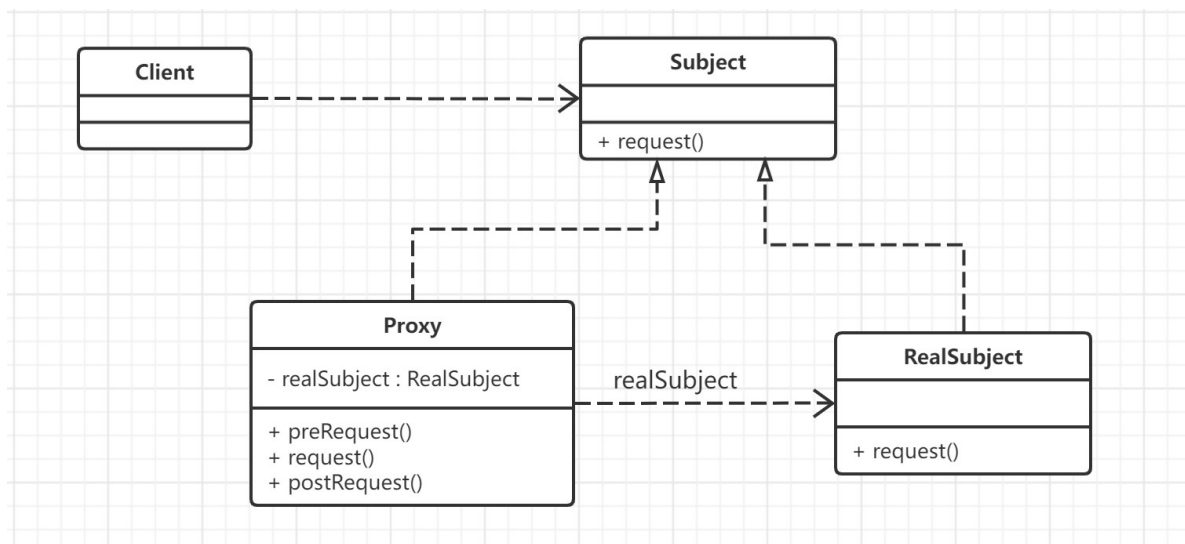 Client
Subject
+ request()
Proxy
- realSubject : RealSubject
+ preRequest()
+ request()
+ postRequest()
realSubject
RealSubject
+ request()